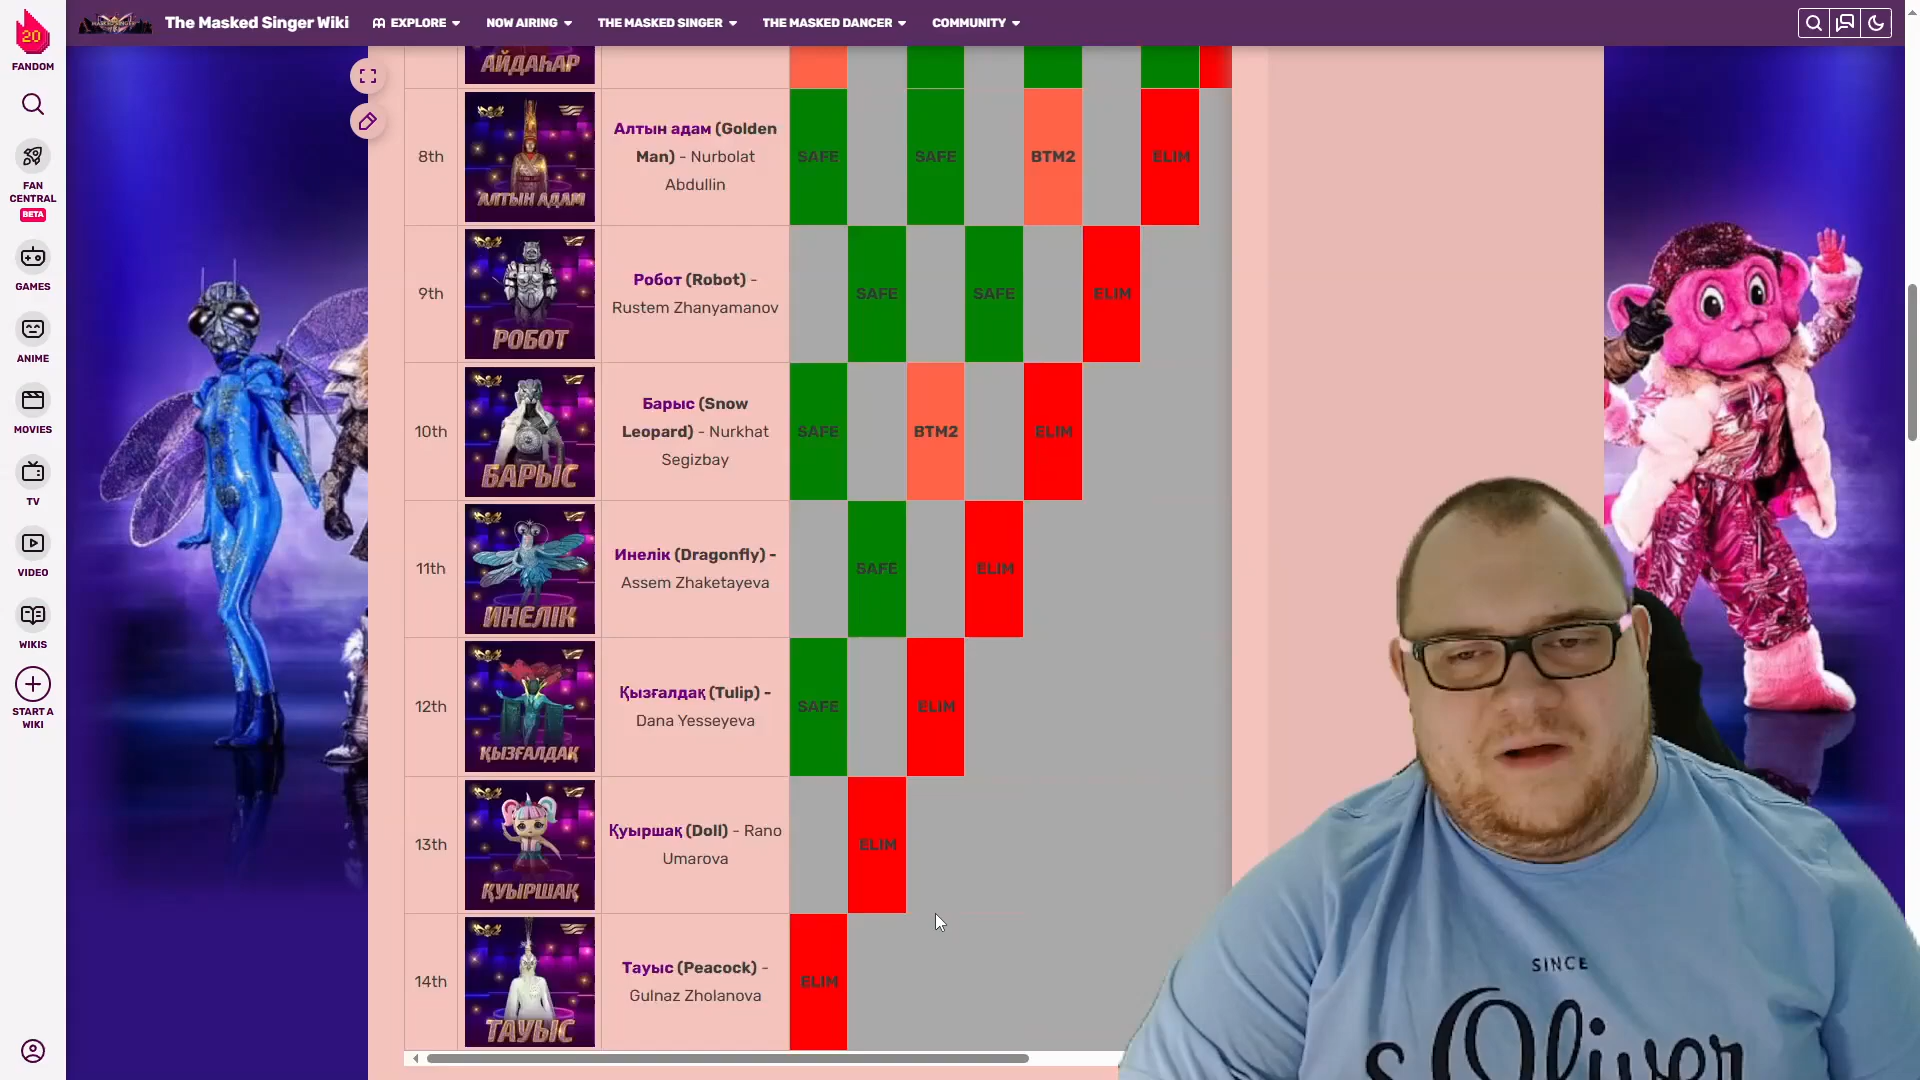 20
FANDOM
FAN
CENTRAL
BETA
GAMES
ANIME
MOVIES
TV
VIDEO
WIKIS
START A
WIKI
The Masked Singer Wiki
EXPLORE
NOW AIRING
THE MASKED SINGER
THE MASKED DANCER
COMMUNITY
АЙДАҺАР
8th
АЛТЫН АДАМ
Алтын адам (Golden
Man) - Nurbolat
Abdullin
SAFE
SAFE
BTM2
ELIM
9th
РОБОТ
Робот (Robot) -
Rustem Zhanyamanov
SAFE
SAFE
ELIM
10th
БАРЫС
Барыс (Snow
Leopard) - Nurkhat
Segizbay
SAFE
BTM2
ELIM
11th
ИНЕЛІК
Инелік (Dragonfly) -
Assem Zhaketayeva
SAFE
ELIM
12th
ҚЫЗҒАЛДАҚ
Қызғалдақ (Tulip) -
Dana Yesseyeva
SAFE
ELIM
13th
ҚУЫРШАҚ
Қуыршақ (Doll) - Rano
Umarova
ELIM
14th
ТАУЫС
Тауыс (Peacock) -
Gulnaz Zholanova
ELIM
SINCE
s.Oliver